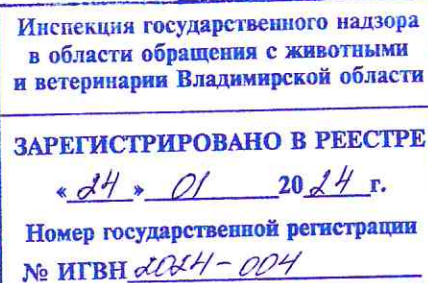 Инспекция государственного надзора
в области обращения с животными
и ветеринарии Владимирской области
ЗАРЕГИСТРИРОВАНО В РЕЕСТРЕ
«24» 01 2024 г.
Номер государственной регистрации
№ ИГВН 2024-004